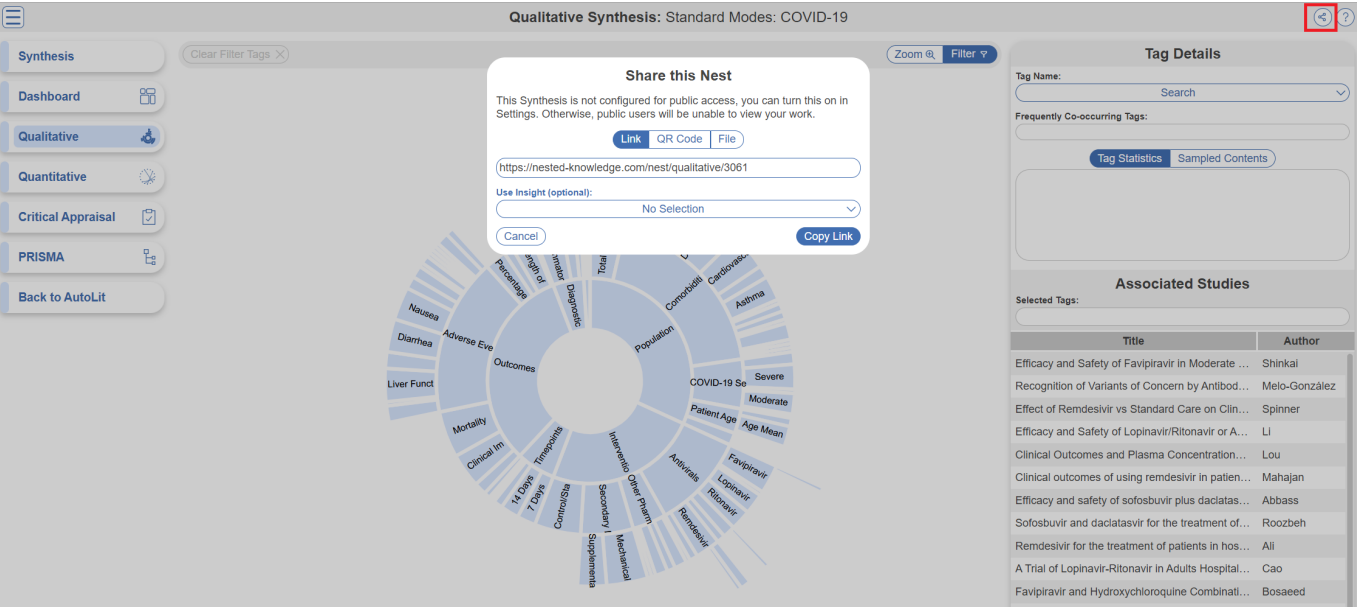 Qualitative Synthesis: Standard Modes: COVID-19
?
Synthesis
Dashboard
Qualitative
Quantitative
Critical Appraisal
PRISMA
Back to AutoLit
Clear Filter Tags X
Zoom
Filter
Share this Nest
This Synthesis is not configured for public access, you can turn this on in
Settings. Otherwise, public users will be unable to view your work.
Link QR Code File
https://nested-knowledge.com/nest/qualitative/3061
Use Insight (optional):
No Selection
Cancel
Copy Link
Percentage
ngth of
mmator
Diagnostic
Total
Comorbiditi
Cardiovasc
Asthma
Population
Nausea
Diarrhea
Adverse Eve
Outcomes
Liver Funct
COVID-19 Se
Severe
Moderate
Patient Age
Age Mean
Mortality
Clinical Im
Timepoints
14 Days
7 Days
Interventio
Control/Sta
Secondary I
Other Pharm
Antivirals
Favipiravir
Lopinavir
Ritonavir
Remdesivir
Mechanical
Supplementa
Tag Details
Tag Name:
Search
Frequently Co-occurring Tags:
Tag Statistics Sampled Contents
Associated Studies
Selected Tags:
Title Author
Efficacy and Safety of Favipiravir in Moderate ... Shinkai
Recognition of Variants of Concern by Antibod... Melo-González
Effect of Remdesivir vs Standard Care on Clin... Spinner
Efficacy and Safety of Lopinavir/Ritonavir or A... Li
Clinical Outcomes and Plasma Concentration... Lou
Clinical outcomes of using remdesivir in patien... Mahajan
Efficacy and safety of sofosbuvir plus daclatas... Abbass
Sofosbuvir and daclatasvir for the treatment of... Roozbeh
Remdesivir for the treatment of patients in hos... Ali
A Trial of Lopinavir-Ritonavir in Adults Hospital... Cao
Favipiravir and Hydroxychloroquine Combinati... Bosaeed